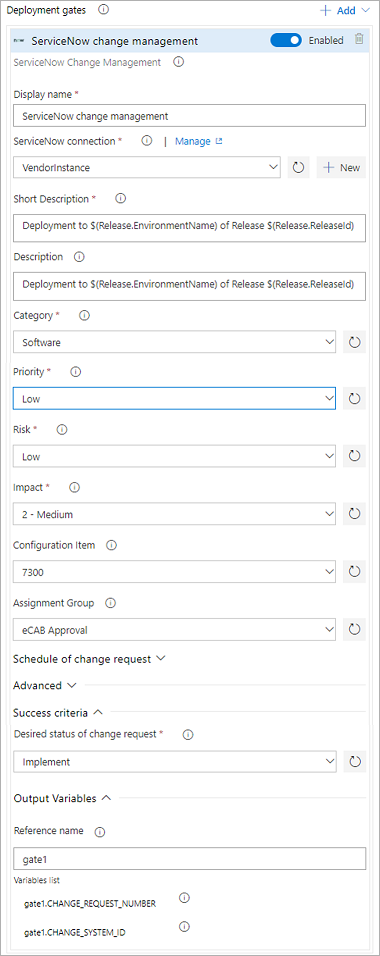 Deployment gates
Add
ServiceNow change management
Enabled
ServiceNow Change Management
Display name *
ServiceNow change management
ServiceNow connection *
| Manage
VendorInstance
New
Short Description *
Deployment to $(Release.EnvironmentName) of Release $(Release.ReleaseId)
Description
Deployment to $(Release.EnvironmentName) of Release $(Release.ReleaseId)
Category *
Software
Priority *
Low
Risk *
Low
Impact *
2 - Medium
Configuration Item
7300
Assignment Group
eCAB Approval
Schedule of change request
Advanced
Success criteria
Desired status of change request *
Implement
Output Variables
Reference name
gate1
Variables list
gate1.CHANGE_REQUEST_NUMBER
gate1.CHANGE_SYSTEM_ID